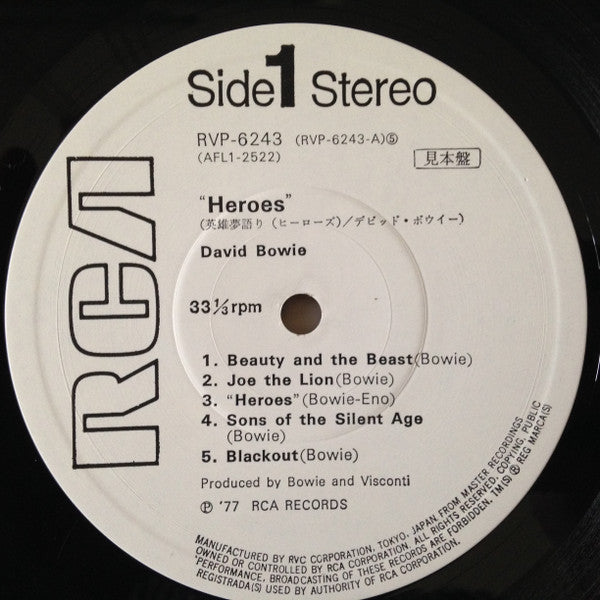 Side 1 Stereo
RVP-6243 (RVP-6243-A)⑤
(AFL1-2522)
見本盤
RCA
"Heroes"
(英雄夢語り (ヒーローズ)/デビッド・ボウイー)
David Bowie
33⅓rpm
1. Beauty and the Beast(Bowie)
2. Joe the Lion(Bowie)
3. "Heroes"(Bowie-Eno)
4. Sons of the Silent Age
(Bowie)
5. Blackout(Bowie)
Produced by Bowie and Visconti
Ⓟ '77 RCA RECORDS
MANUFACTURED BY RVC CORPORATION, TOKYO, JAPAN, FROM MASTER RECORDINGS
OWNED OR CONTROLLED BY RCA CORPORATION. ALL RIGHTS RESERVED. COPYING, PUBLIC
PERFORMANCE, BROADCASTING OF THESE RECORDS ARE FORBIDDEN. TM(S) ® REG MARCA(S)
REGISTRADA(S) USED BY AUTHORITY OF RCA CORPORATION.